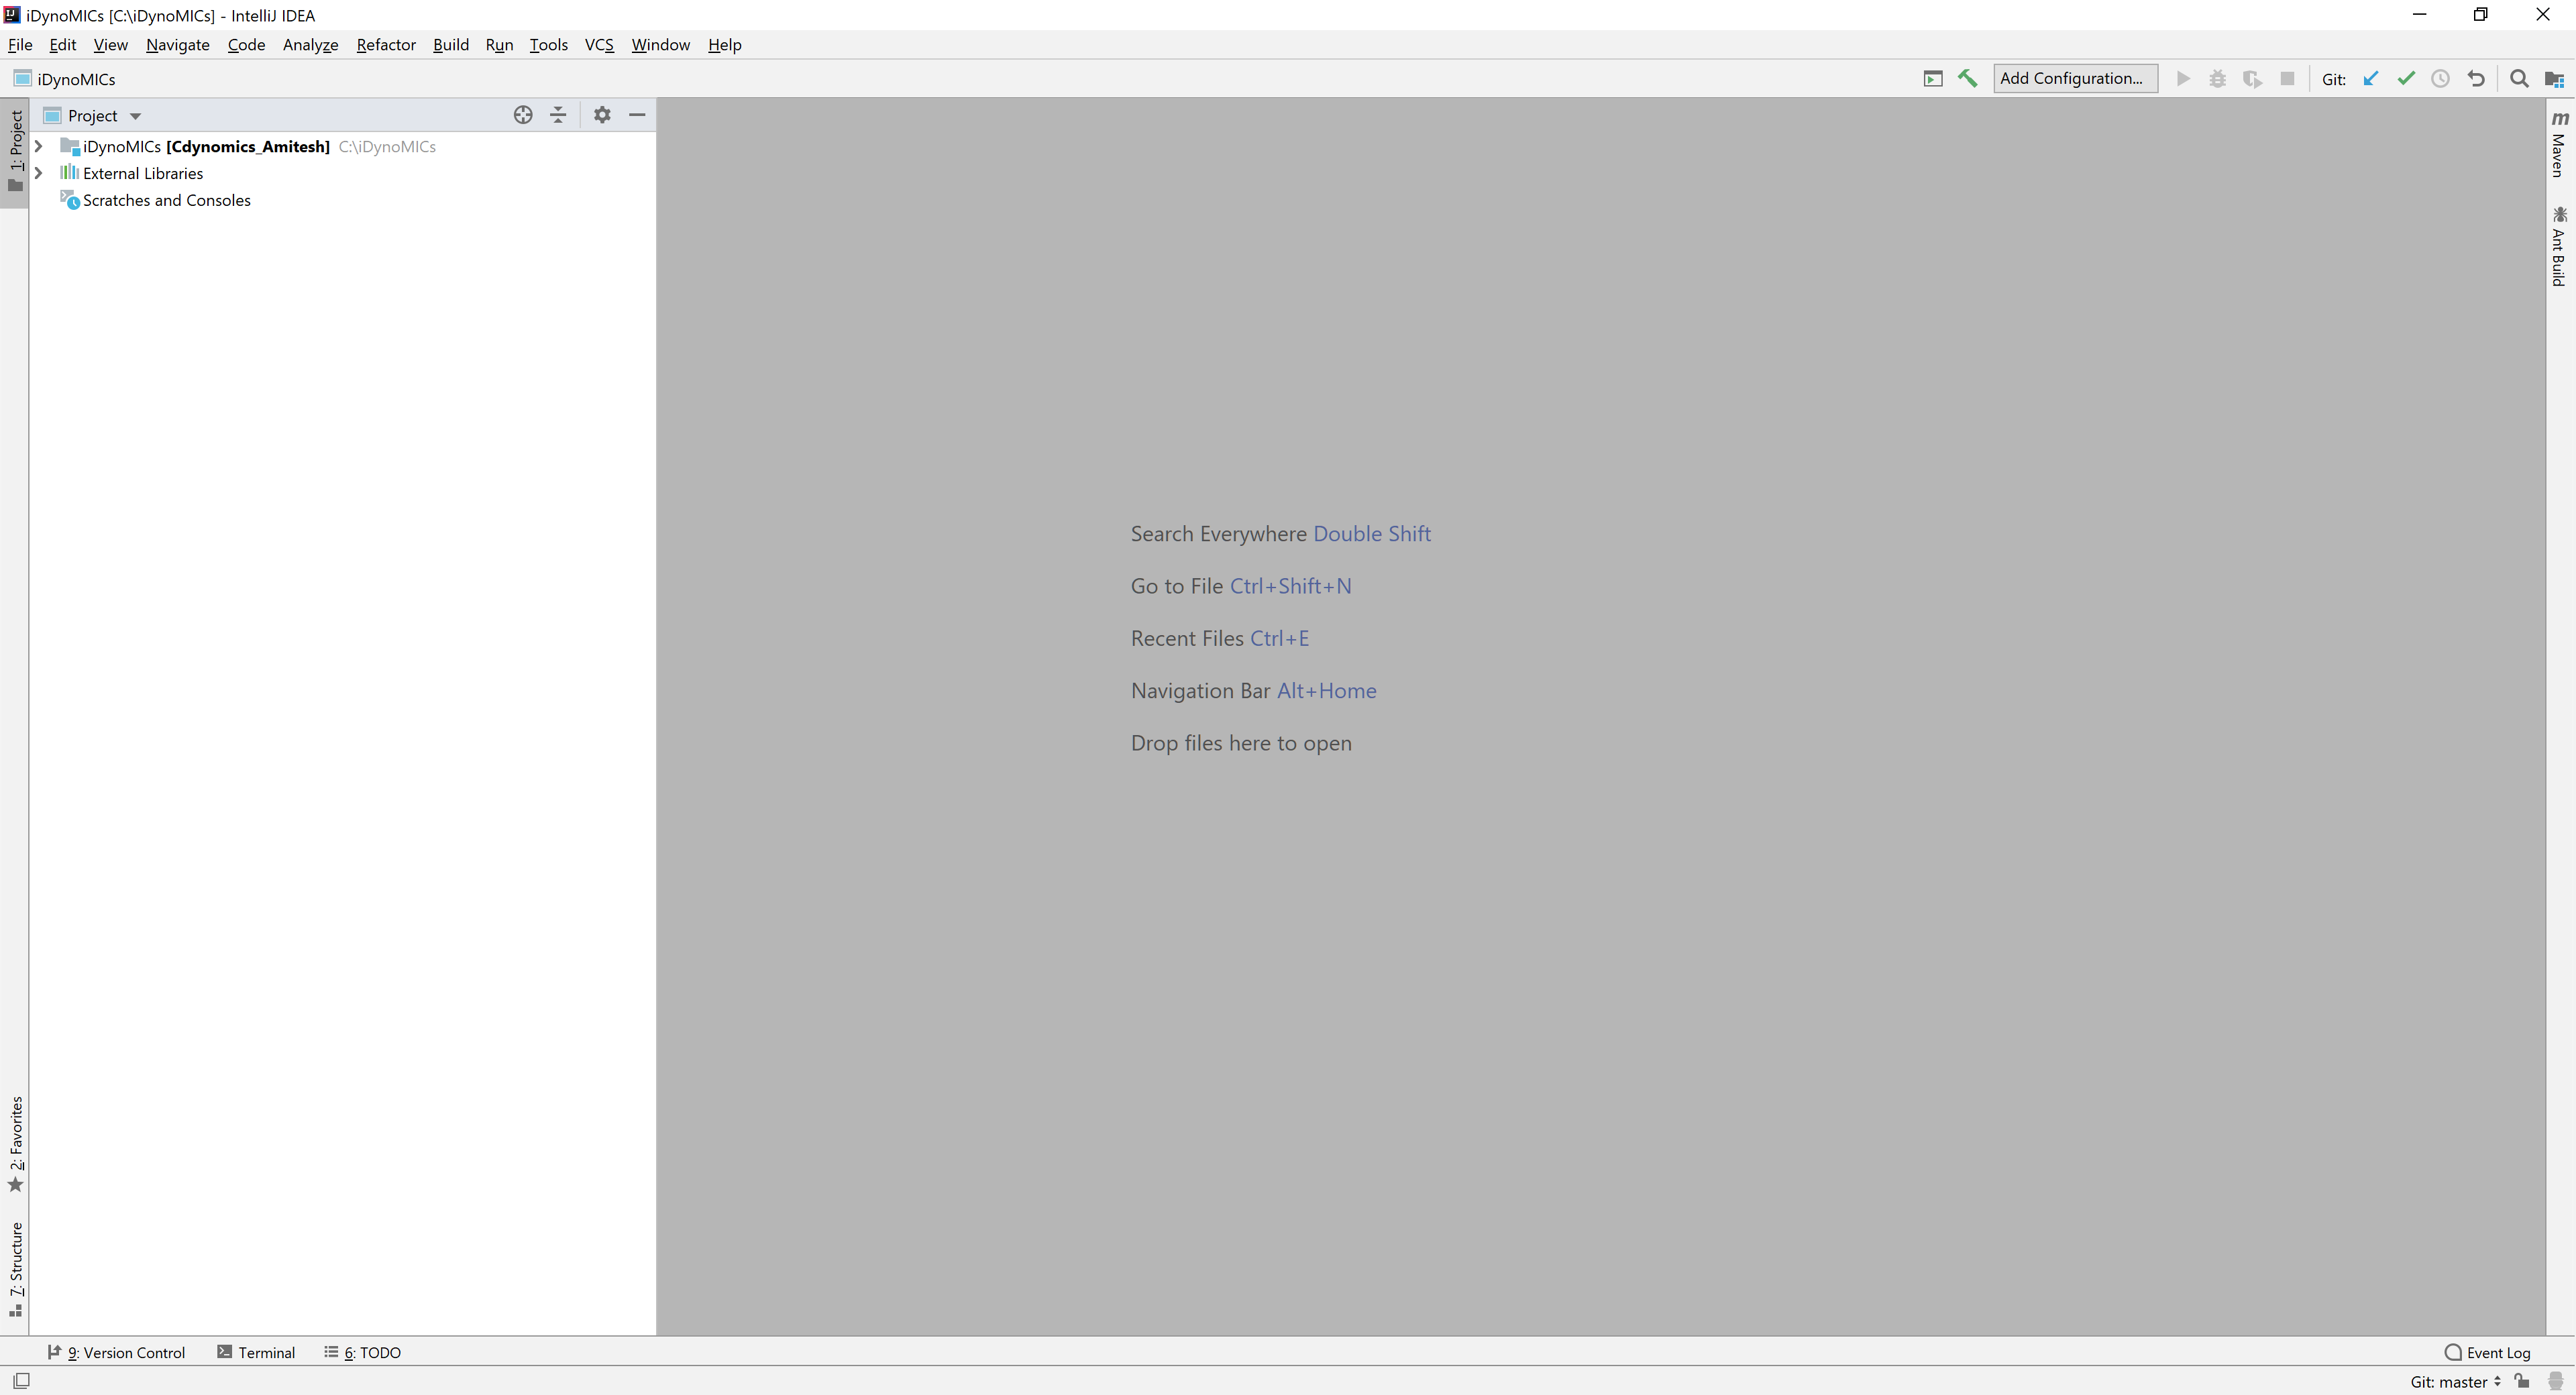 iDynoMICs [C:\iDynoMICs] - IntelliJ IDEA
File Edit View Navigate Code Analyze Refactor Build Run Tools VCS Window Help
iDynoMICs
Add Configuration...
Git:
1: Project
Project
iDynoMICs [Cdynomics_Amitesh] C:\iDynoMICs
External Libraries
Scratches and Consoles
m Maven
Ant Build
Search Everywhere Double Shift
Go to File Ctrl+Shift+N
Recent Files Ctrl+E
Navigation Bar Alt+Home
Drop files here to open
2: Favorites
7: Structure
9: Version Control Terminal 6: TODO Event Log
Git: master